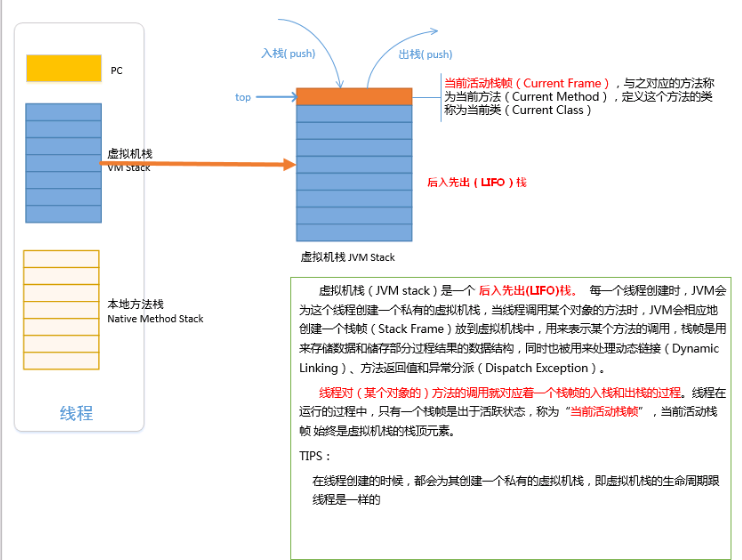 入栈( push)
出栈( push)
PC
top
当前活动栈帧（Current Frame），与之对应的方法称
为当前方法（Current Method），定义这个方法的类
称为当前类（Current Class）
虚拟机栈
VM Stack
后入先出（LIFO）栈
虚拟机栈 JVM Stack
本地方法栈
Native Method Stack
线程
虚拟机栈（JVM stack）是一个 后入先出(LIFO)栈。 每一个线程创建时，JVM会
为这个线程创建一个私有的虚拟机栈，当线程调用某个对象的方法时，JVM会相应地
创建一个栈帧（Stack Frame）放到虚拟机栈中，用来表示某个方法的调用，栈帧是用
来存储数据和储存部分过程结果的数据结构，同时也被用来处理动态链接（Dynamic
Linking）、方法返回值和异常分派（Dispatch Exception）。
线程对（某个对象的）方法的调用就对应着一个栈帧的入栈和出栈的过程。线程在
运行的过程中，只有一个栈帧是出于活跃状态，称为“当前活动栈帧”，当前活动栈
帧 始终是虚拟机栈的栈顶元素。
TIPS：
在线程创建的时候，都会为其创建一个私有的虚拟机栈，即虚拟机栈的生命周期跟
线程是一样的